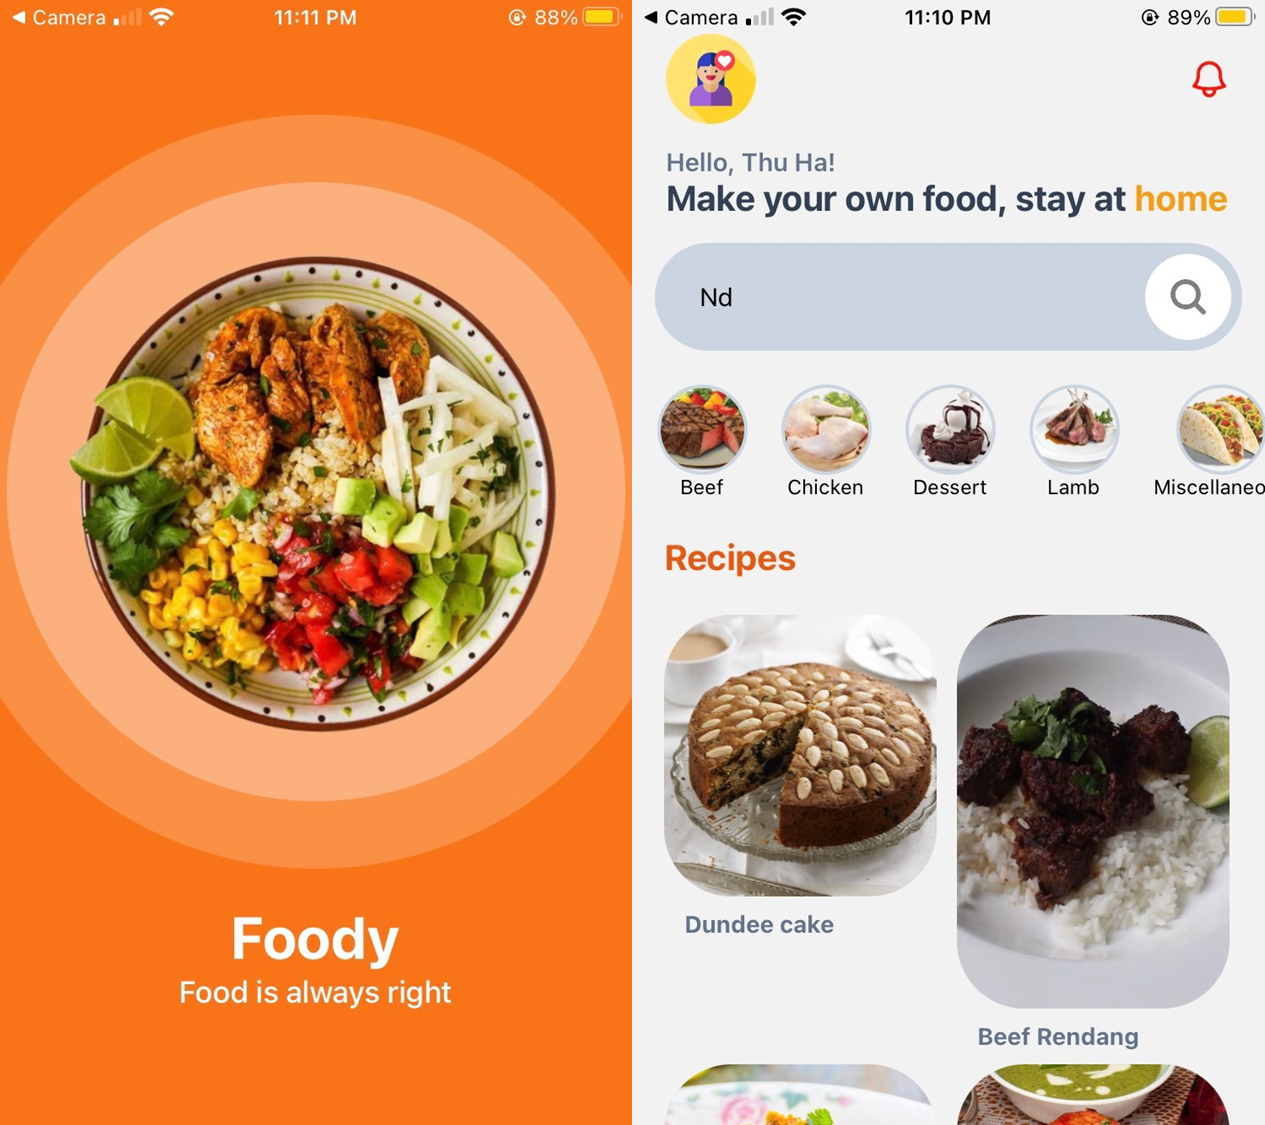 Camera
11:11 PM
88%
Foody
Food is always right
Camera
11:10 PM
89%
Hello, Thu Ha!
Make your own food, stay at home
Nd
Beef
Chicken
Dessert
Lamb
Miscellaneo
Recipes
Dundee cake
Beef Rendang